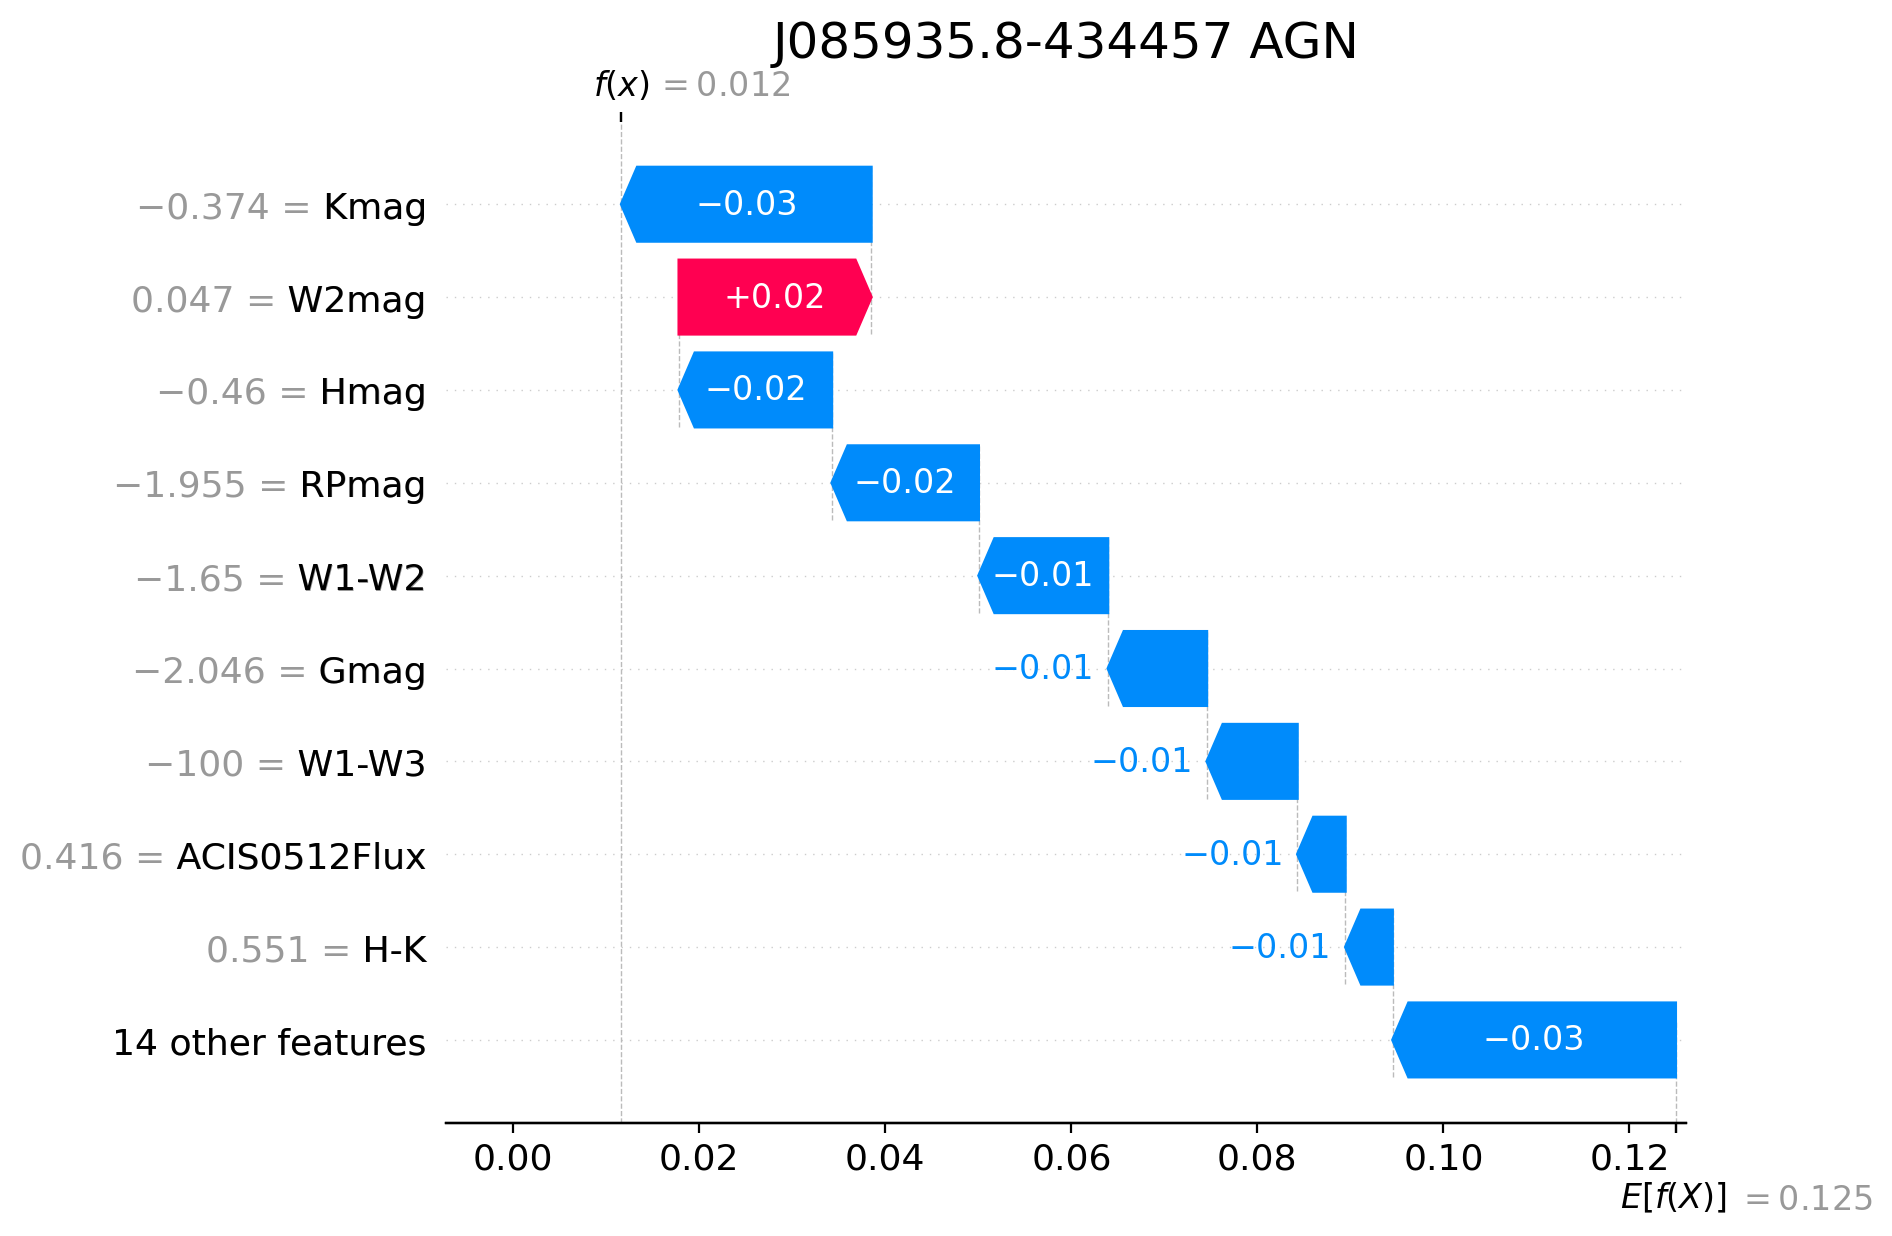 J085935.8-434457 AGN
f(x) = 0.012
−0.374 = Kmag −0.03
0.047 = W2mag +0.02
−0.46 = Hmag −0.02
−1.955 = RPmag −0.02
−1.65 = W1-W2 −0.01
−2.046 = Gmag −0.01
−100 = W1-W3 −0.01
0.416 = ACIS0512Flux −0.01
0.551 = H-K −0.01
14 other features −0.03
0.00 0.02 0.04 0.06 0.08 0.10 0.12
E[f(X)] = 0.125